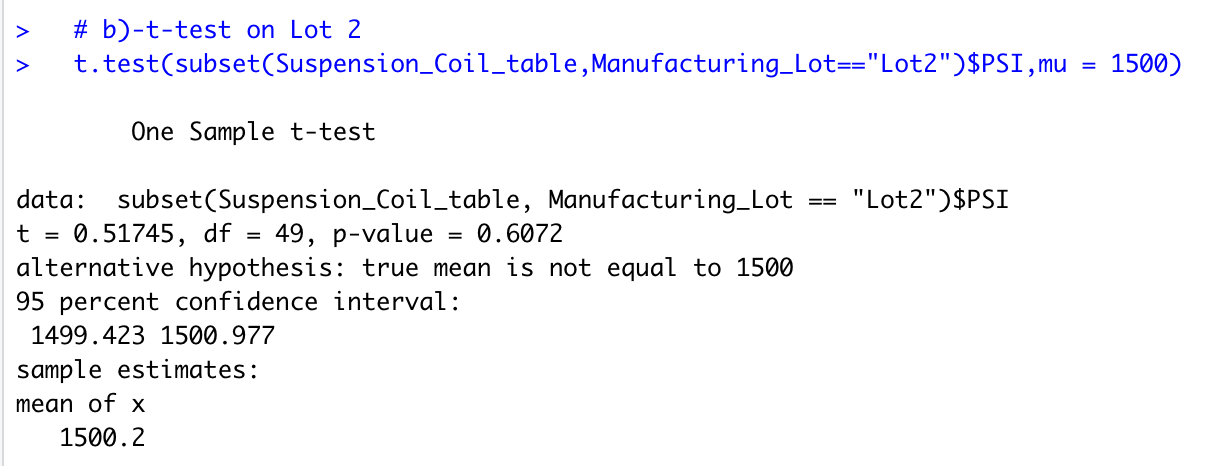 >   # b)-t-test on Lot 2
>   t.test(subset(Suspension_Coil_table,Manufacturing_Lot=="Lot2")$PSI,mu = 1500)
One Sample t-test
data:  subset(Suspension_Coil_table, Manufacturing_Lot == "Lot2")$PSI
t = 0.51745, df = 49, p-value = 0.6072
alternative hypothesis: true mean is not equal to 1500
95 percent confidence interval:
 1499.423 1500.977
sample estimates:
mean of x
   1500.2